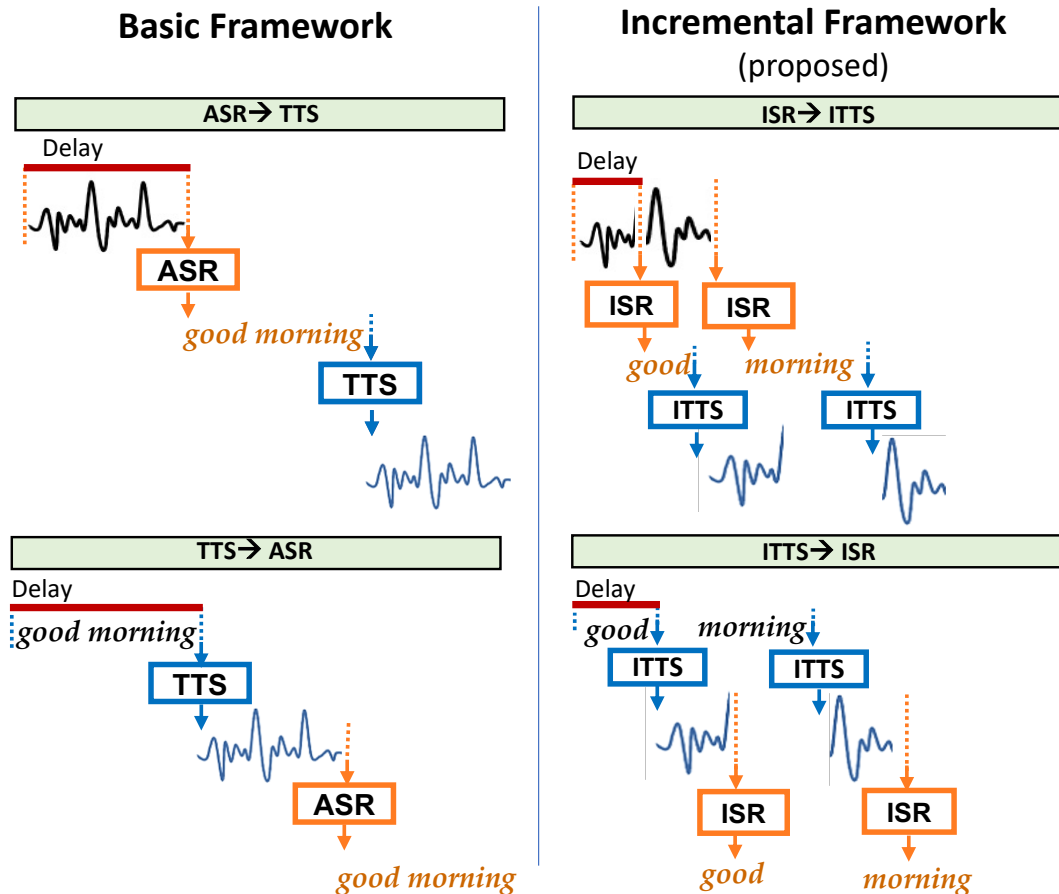 Basic Framework
ASR→ TTS
Delay
ASR
good morning
TTS
TTS→ ASR
Delay
good morning
TTS
ASR
good morning
Incremental Framework
(proposed)
ISR→ ITTS
Delay
ISR ISR
good morning
ITTS ITTS
ITTS→ ISR
Delay
good morning
ITTS ITTS
ISR ISR
good morning